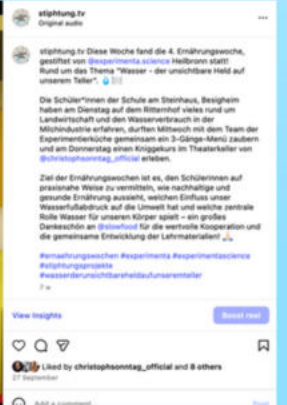 stiphtung.tv
Original audio
stiphtung.tv Diese Woche fand die 4. Ernährungswoche,
gestiftet von @experimenta.science Heilbronn statt!
Rund um das Thema "Wasser - der unsichtbare Held auf
unserem Teller". 💧🍽️
Die Schüler*innen der Schule am Steinhaus, Besigheim
haben am Dienstag auf dem Ritternhof vieles rund um
Landwirtschaft und den Wasserverbrauch in der
Milchindustrie erfahren, durften Mittwoch mit dem Team der
Experimentierküche gemeinsam ein 3-Gänge-Menü zaubern
und am Donnerstag einen Kniggekurs im Theaterkeller von
@christophsonntag_official erleben.
Ziel der Ernährungswochen ist es, den Schülerinnen auf
praxisnahe Weise zu vermitteln, wie nachhaltige und
gesunde Ernährung aussieht, welchen Einfluss unser
Wasserfußabdruck auf die Umwelt hat und welche zentrale
Rolle Wasser für unseren Körper spielt – ein großes
Dankeschön an @slowfood für die wertvolle Kooperation und
die gemeinsame Entwicklung der Lehrmaterialien! 🙏🏻
#ernaehrungswochen #experimenta #experimentascience
#stiphtungsprojekte
#wasserderunsichtbareheldaufunseremteller
7 w
View Insights
Boost reel
Liked by christophsonntag_official and 8 others
27 September
Add a comment...
Post